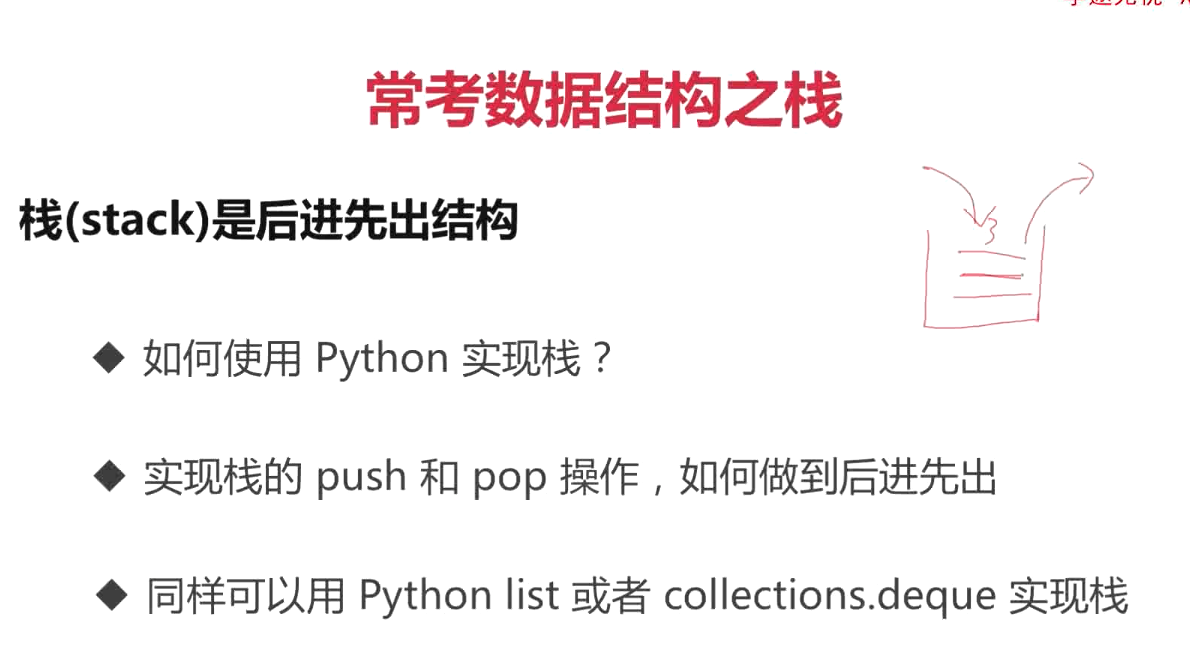 常考数据结构之栈
栈(stack)是后进先出结构
◆ 如何使用 Python 实现栈？
◆ 实现栈的 push 和 pop 操作，如何做到后进先出
◆ 同样可以用 Python list 或者 collections.deque 实现栈